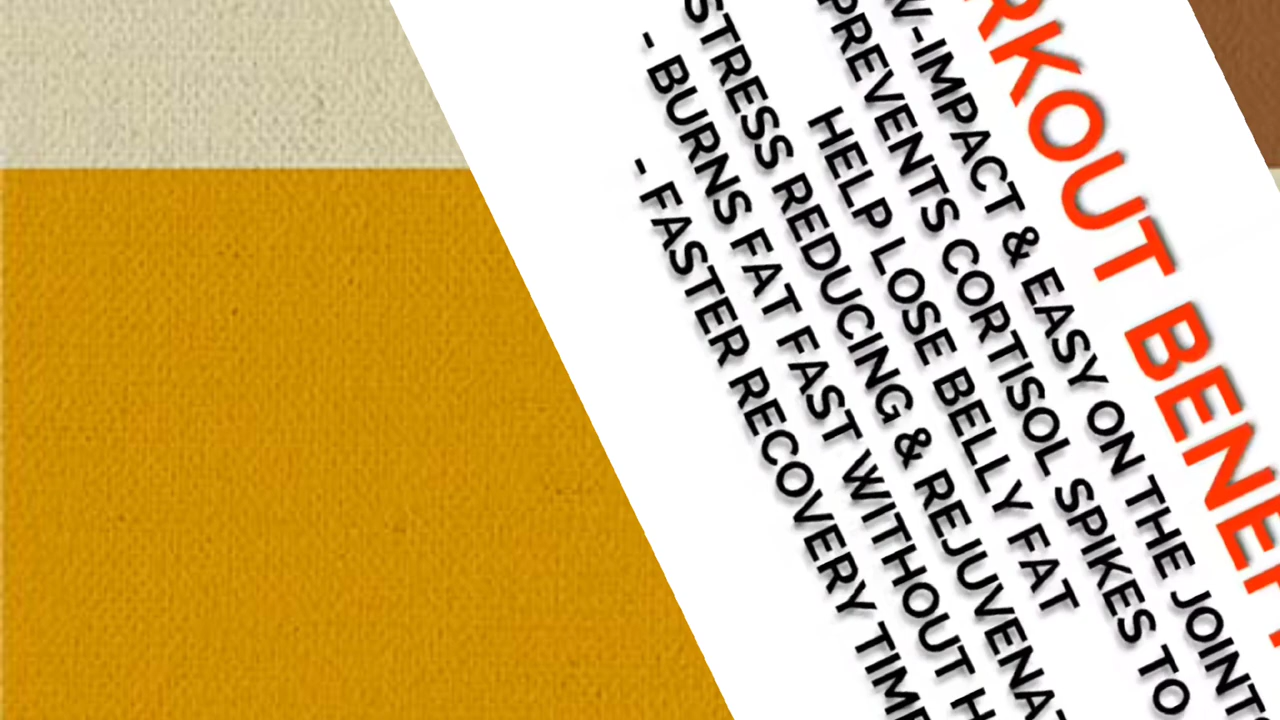 RKOUT BENEF
W-IMPACT & EASY ON THE JOINTS
PREVENTS CORTISOL SPIKES TO
HELP LOSE BELLY FAT
STRESS REDUCING & REJUVENAT
- BURNS FAT FAST WITHOUT H
- FASTER RECOVERY TIME